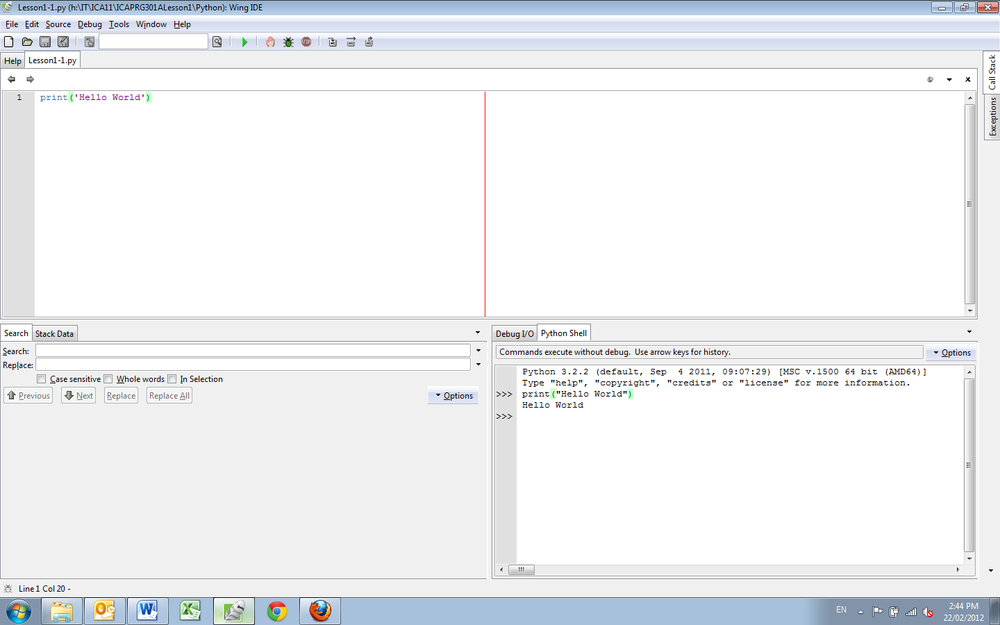 Lesson1-1.py (h:\IT\ICA11\ICAPRG301ALesson1\Python): Wing IDE
File Edit Source Debug Tools Window Help
Help Lesson1-1.py
Call Stack
Exceptions
1 print('Hello World')
Search Stack Data
Search:
Replace:
Case sensitive Whole words In Selection
Previous Next Replace Replace All Options
Debug I/O Python Shell
Commands execute without debug. Use arrow keys for history. Options
Python 3.2.2 (default, Sep  4 2011, 09:07:29) [MSC v.1500 64 bit (AMD64)]
Type "help", "copyright", "credits" or "license" for more information.
>>> print("Hello World")
Hello World
>>>
Line 1 Col 20 -
EN
2:44 PM
22/02/2012